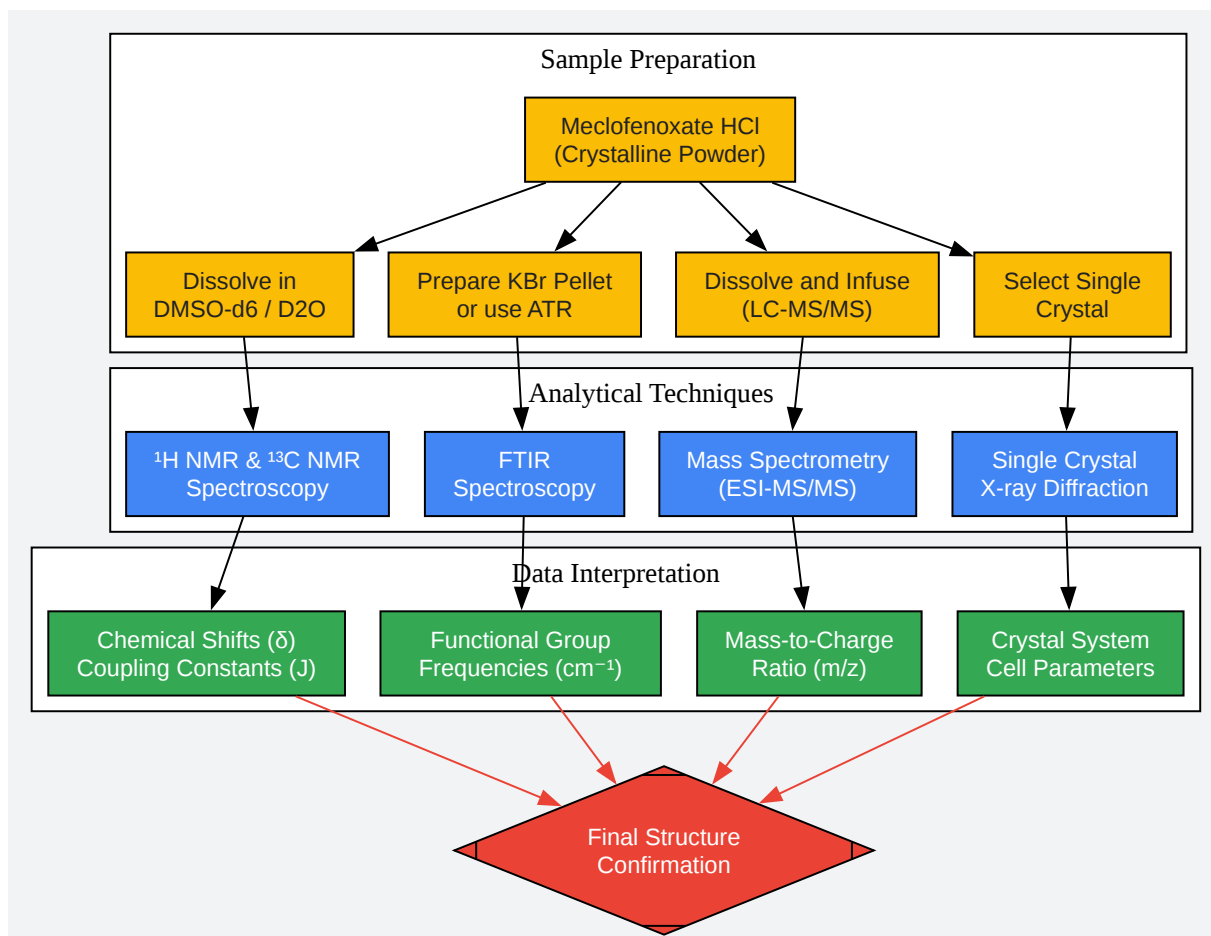 Sample Preparation
Meclofenoxate HCl
(Crystalline Powder)
Dissolve in
DMSO-d6 / D2O
Prepare KBr Pellet
or use ATR
Dissolve and Infuse
(LC-MS/MS)
Select Single
Crystal
Analytical Techniques
¹H NMR & ¹³C NMR
Spectroscopy
FTIR
Spectroscopy
Mass Spectrometry
(ESI-MS/MS)
Single Crystal
X-ray Diffraction
Data Interpretation
Chemical Shifts (δ)
Coupling Constants (J)
Functional Group
Frequencies (cm⁻¹)
Mass-to-Charge
Ratio (m/z)
Crystal System
Cell Parameters
Final Structure
Confirmation